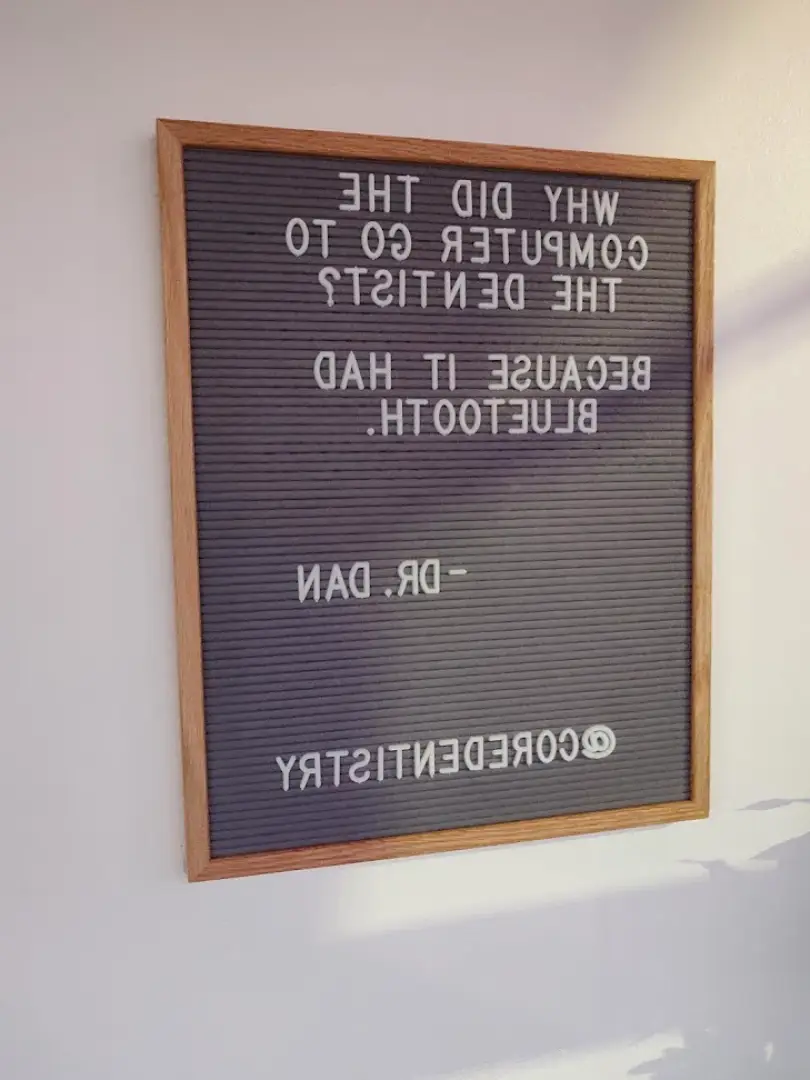 WHY DID THE
COMPUTER GO TO
THE DENTIST?
BECAUSE IT HAD
BLUETOOTH.
-DR. DAN
@COREDENTISTRY